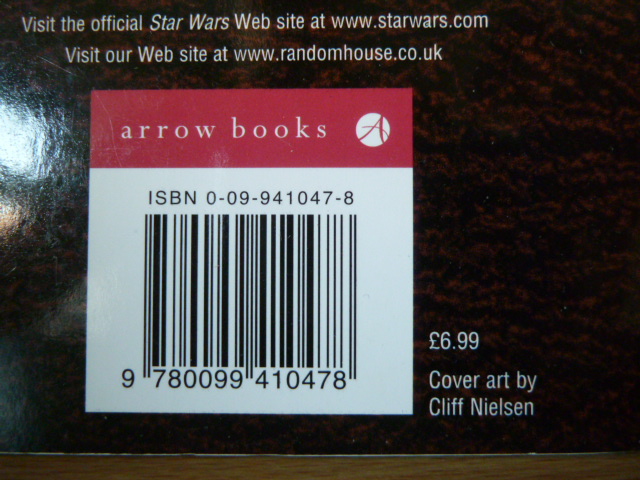 Visit the official Star Wars Web site at www.starwars.com
Visit our Web site at www.randomhouse.co.uk
arrow books A
ISBN 0-09-941047-8
9 780099 410478
£6.99
Cover art by
Cliff Nielsen